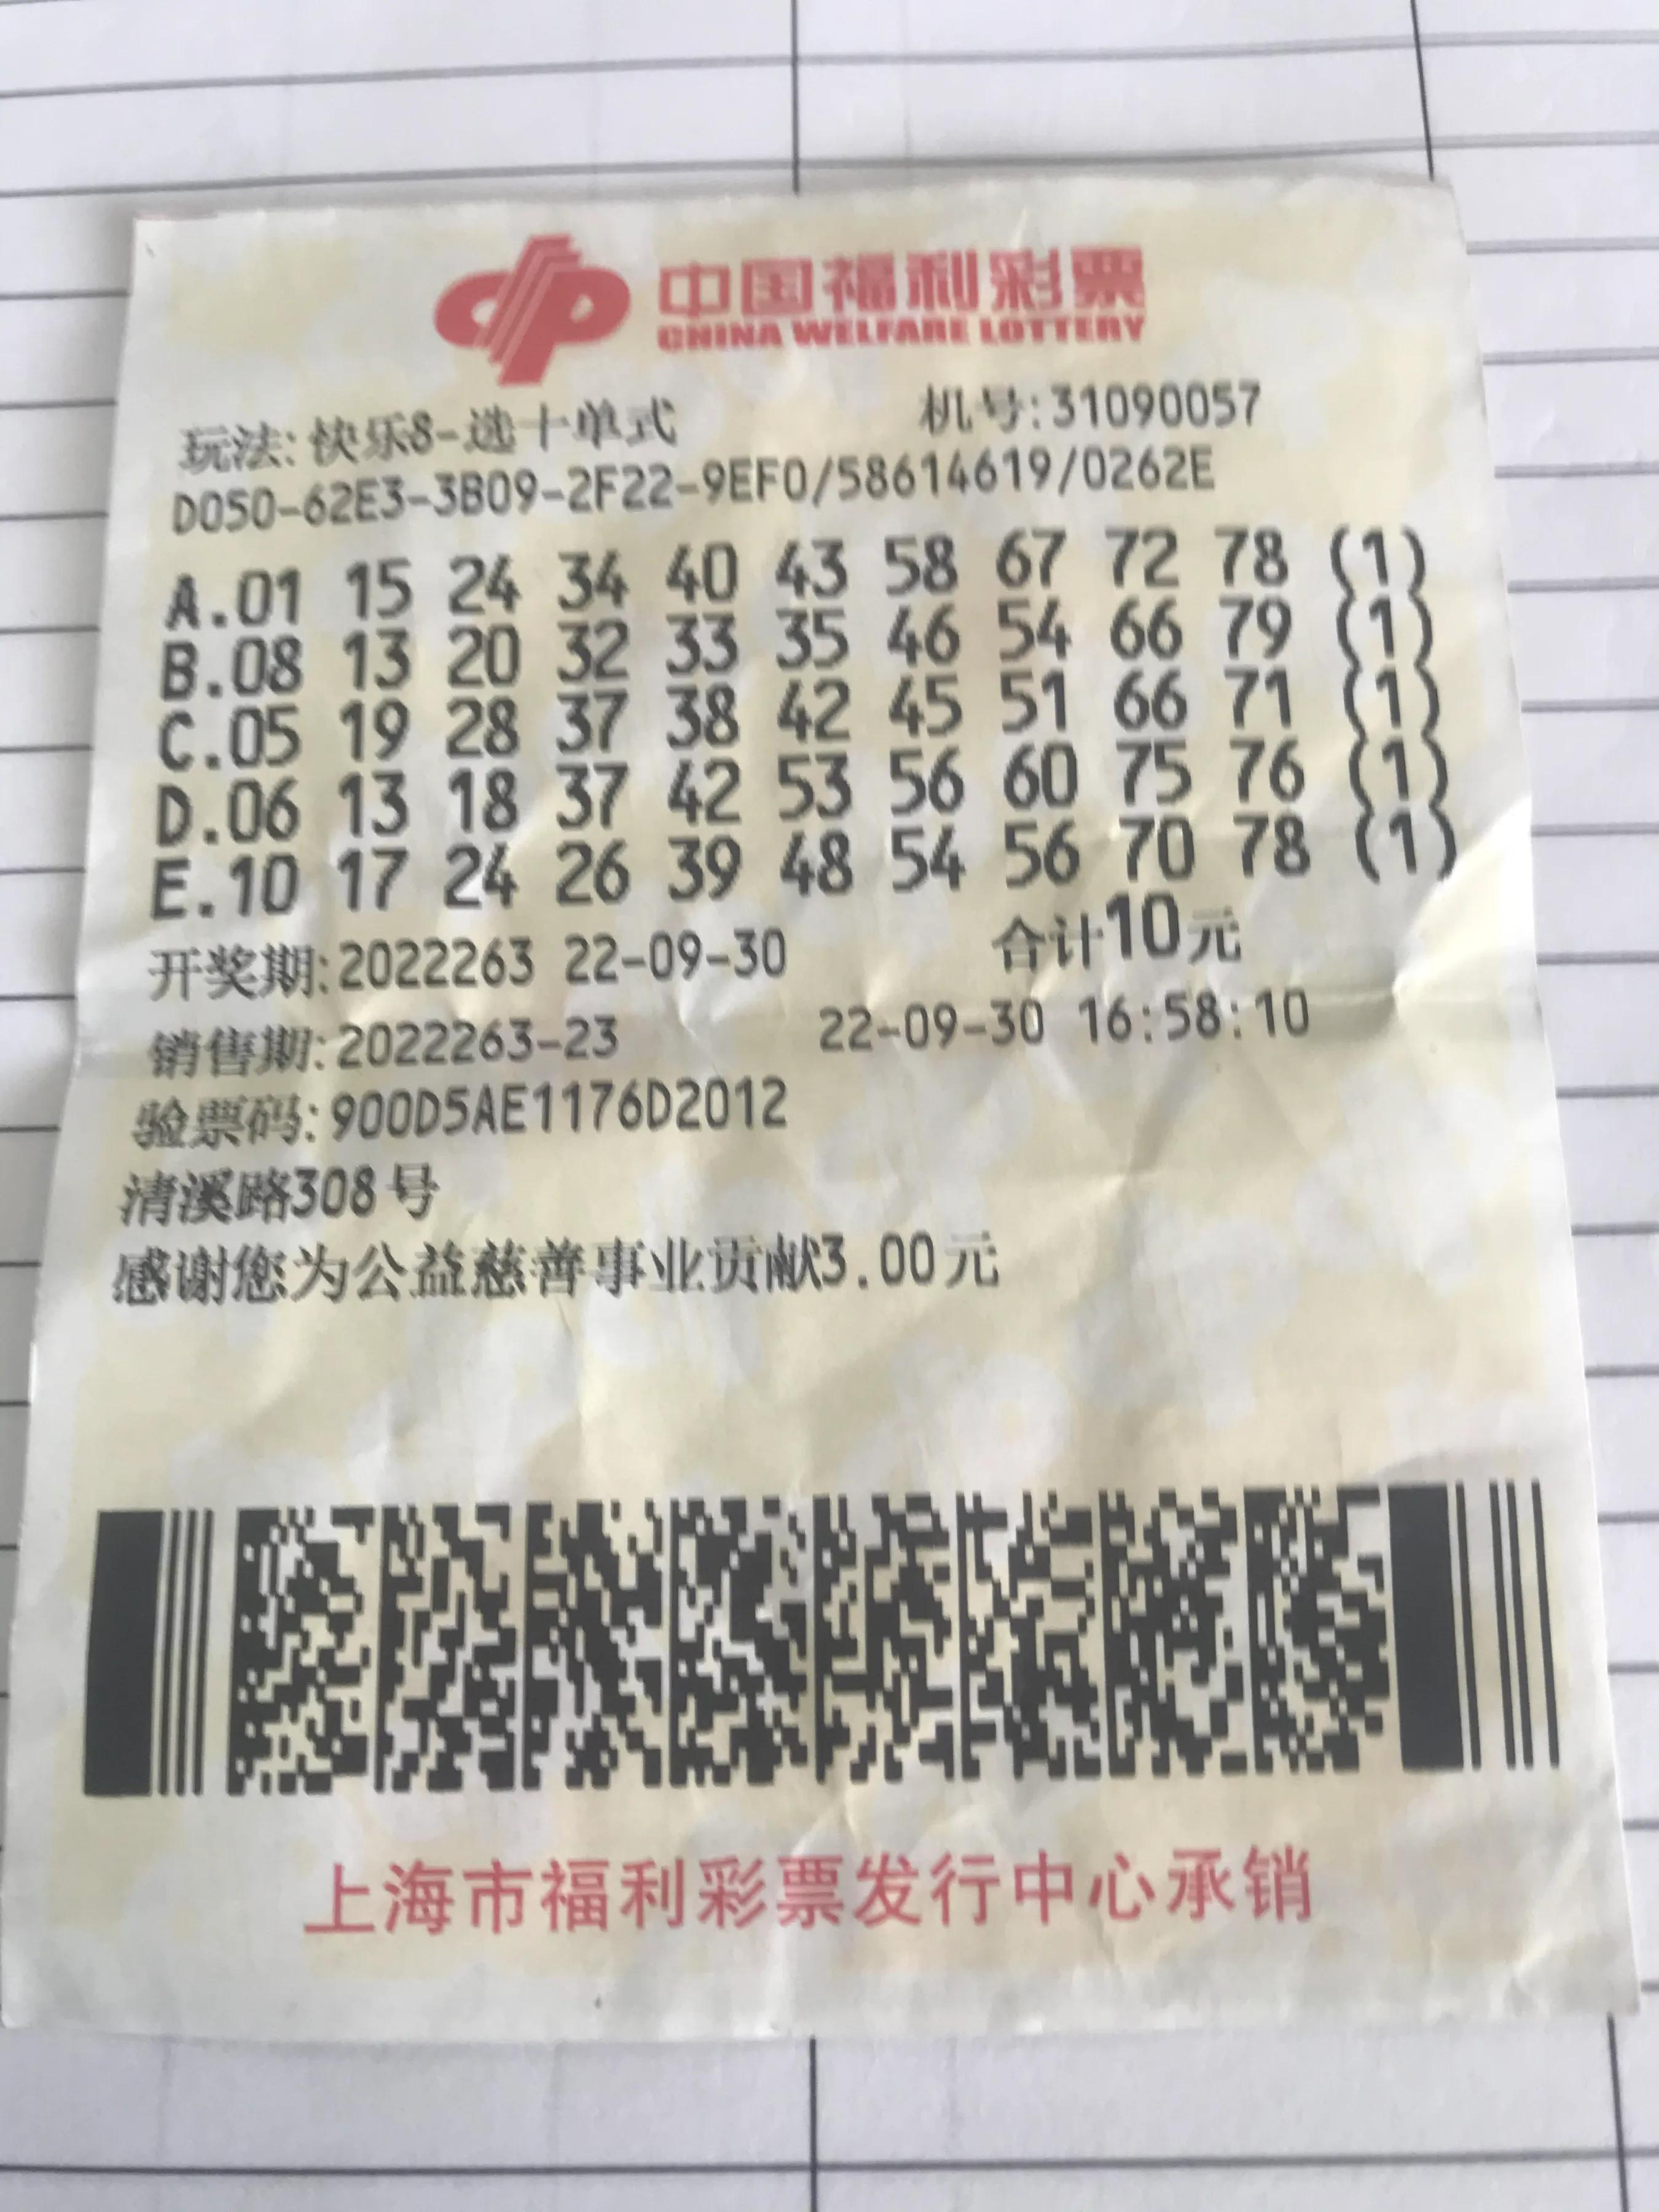 中国福利彩票
CHINA WELFARE LOTTERY
玩法:快乐8-选十单式 机号:31090057
D050-62E3-3B09-2F22-9EF0/58614619/0262E
A.01 15 24 34 40 43 58 67 72 78 (1)
B.08 13 20 32 33 35 46 54 66 79 (1)
C.05 19 28 37 38 42 45 51 66 71 (1)
D.06 13 18 37 42 53 56 60 75 76 (1)
E.10 17 24 26 39 48 54 56 70 78 (1)
开奖期:2022263 22-09-30 合计10元
销售期:2022263-23 22-09-30 16:58:10
验票码:900D5AE1176D2012
清溪路308号
感谢您为公益慈善事业贡献3.00元
上海市福利彩票发行中心承销